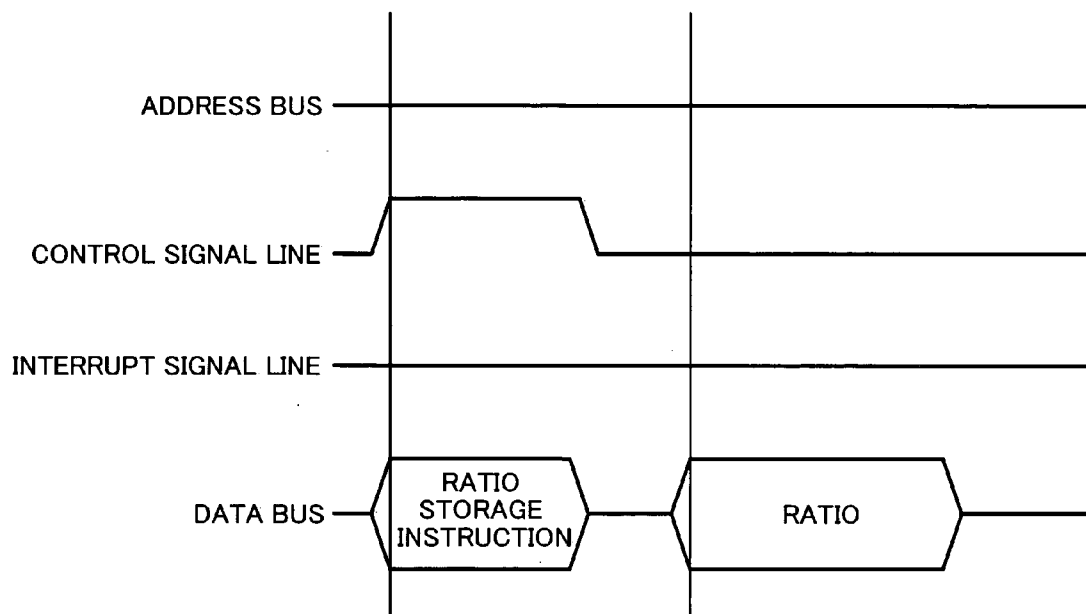 ADDRESS BUS
CONTROL SIGNAL LINE
INTERRUPT SIGNAL LINE
DATA BUS
RATIO
STORAGE
INSTRUCTION
RATIO